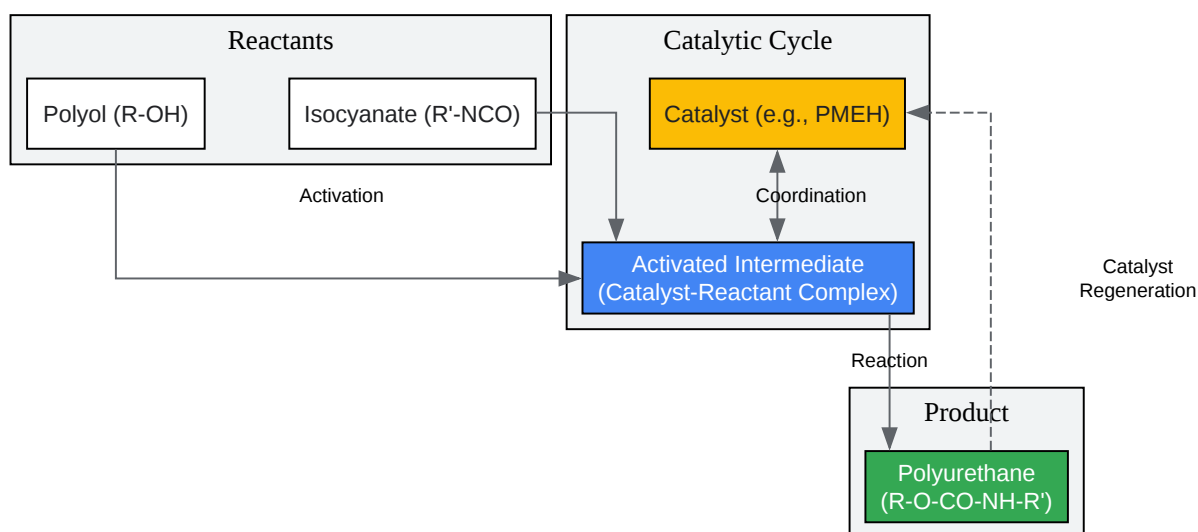 Reactants
Catalytic Cycle
Polyol (R-OH)
Isocyanate (R'-NCO)
Catalyst (e.g., PMEH)
Activation
Coordination
Activated Intermediate
(Catalyst-Reactant Complex)
Catalyst
Regeneration
Reaction
Product
Polyurethane
(R-O-CO-NH-R')